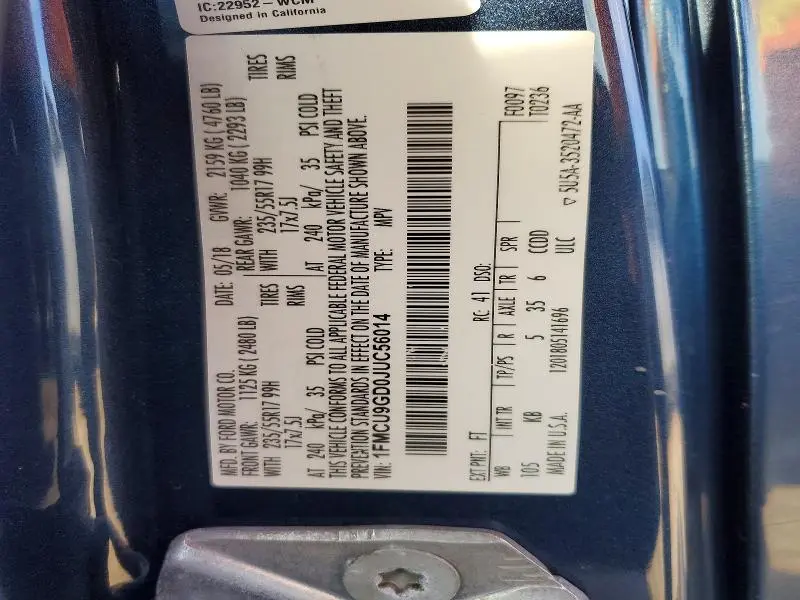 IC:22952-WCM
Designed in California
MFD. BY FORD MOTOR CO.
DATE: 05/18 GVWR: 2159 KG ( 4760 LB)
FRONT GAWR: 1125 KG ( 2480 LB) REAR GAWR: 1040 KG ( 2293 LB)
WITH 235/55R17 99H TIRES WITH 235/55R17 99H TIRES
17x7.5J RIMS 17x7.5J RIMS
AT 240 kPa/ 35 PSI COLD AT 240 kPa/ 35 PSI COLD
THIS VEHICLE CONFORMS TO ALL APPLICABLE FEDERAL MOTOR VEHICLE SAFETY AND THEFT
PREVENTION STANDARDS IN EFFECT ON THE DATE OF MANUFACTURE SHOWN ABOVE.
VIN: 1FMCU9GD0JUC56014 TYPE: MPV
F0097
T0236
EXT PNT: FT RC: 41 DSO:
WB INT TR TP/PS R AXLE TR SPR
105 KB 5 35 6 CCDD
MADE IN U.S.A. 1201805141696 ULC
▽ 5U5A-3520472-AA